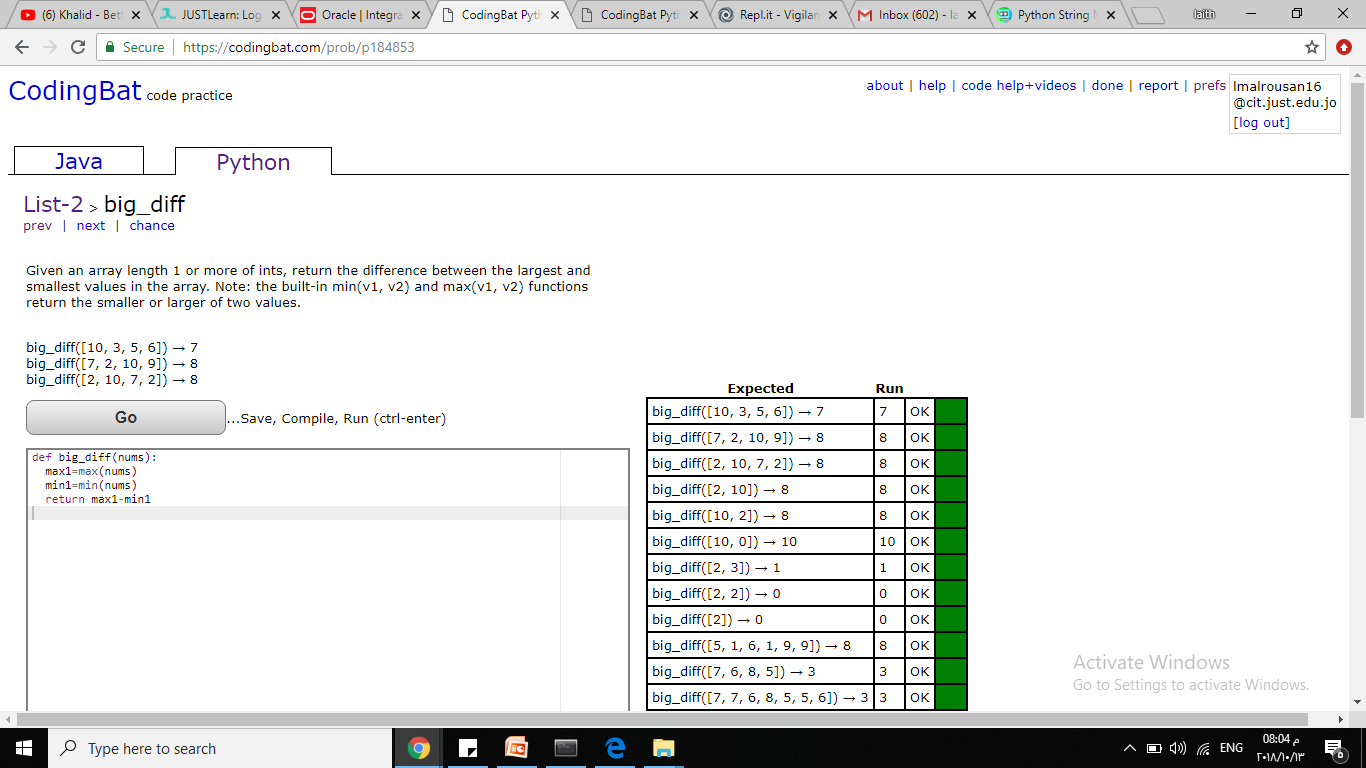 (6) Khalid - Bet
JUSTLearn: Log
Oracle | Integra
CodingBat Pyth
CodingBat Pyth
Repl.it - Vigilan
Inbox (602) - la
Python String M
laith
Secure | https://codingbat.com/prob/p184853
CodingBat code practice
about | help | code help+videos | done | report | prefs
lmalrousan16
@cit.just.edu.jo
[log out]
Java
Python
List-2 > big_diff
prev | next | chance
Given an array length 1 or more of ints, return the difference between the largest and
smallest values in the array. Note: the built-in min(v1, v2) and max(v1, v2) functions
return the smaller or larger of two values.
big_diff([10, 3, 5, 6]) → 7
big_diff([7, 2, 10, 9]) → 8
big_diff([2, 10, 7, 2]) → 8
Go
...Save, Compile, Run (ctrl-enter)
def big_diff(nums):
  max1=max(nums)
  min1=min(nums)
  return max1-min1
Expected Run
big_diff([10, 3, 5, 6]) → 7 7 OK
big_diff([7, 2, 10, 9]) → 8 8 OK
big_diff([2, 10, 7, 2]) → 8 8 OK
big_diff([2, 10]) → 8 8 OK
big_diff([10, 2]) → 8 8 OK
big_diff([10, 0]) → 10 10 OK
big_diff([2, 3]) → 1 1 OK
big_diff([2, 2]) → 0 0 OK
big_diff([2]) → 0 0 OK
big_diff([5, 1, 6, 1, 9, 9]) → 8 8 OK
big_diff([7, 6, 8, 5]) → 3 3 OK
big_diff([7, 7, 6, 8, 5, 5, 6]) → 3 3 OK
Activate Windows
Go to Settings to activate Windows.
Type here to search
ENG
08:04 م
٢٠١٨/١٠/١٣